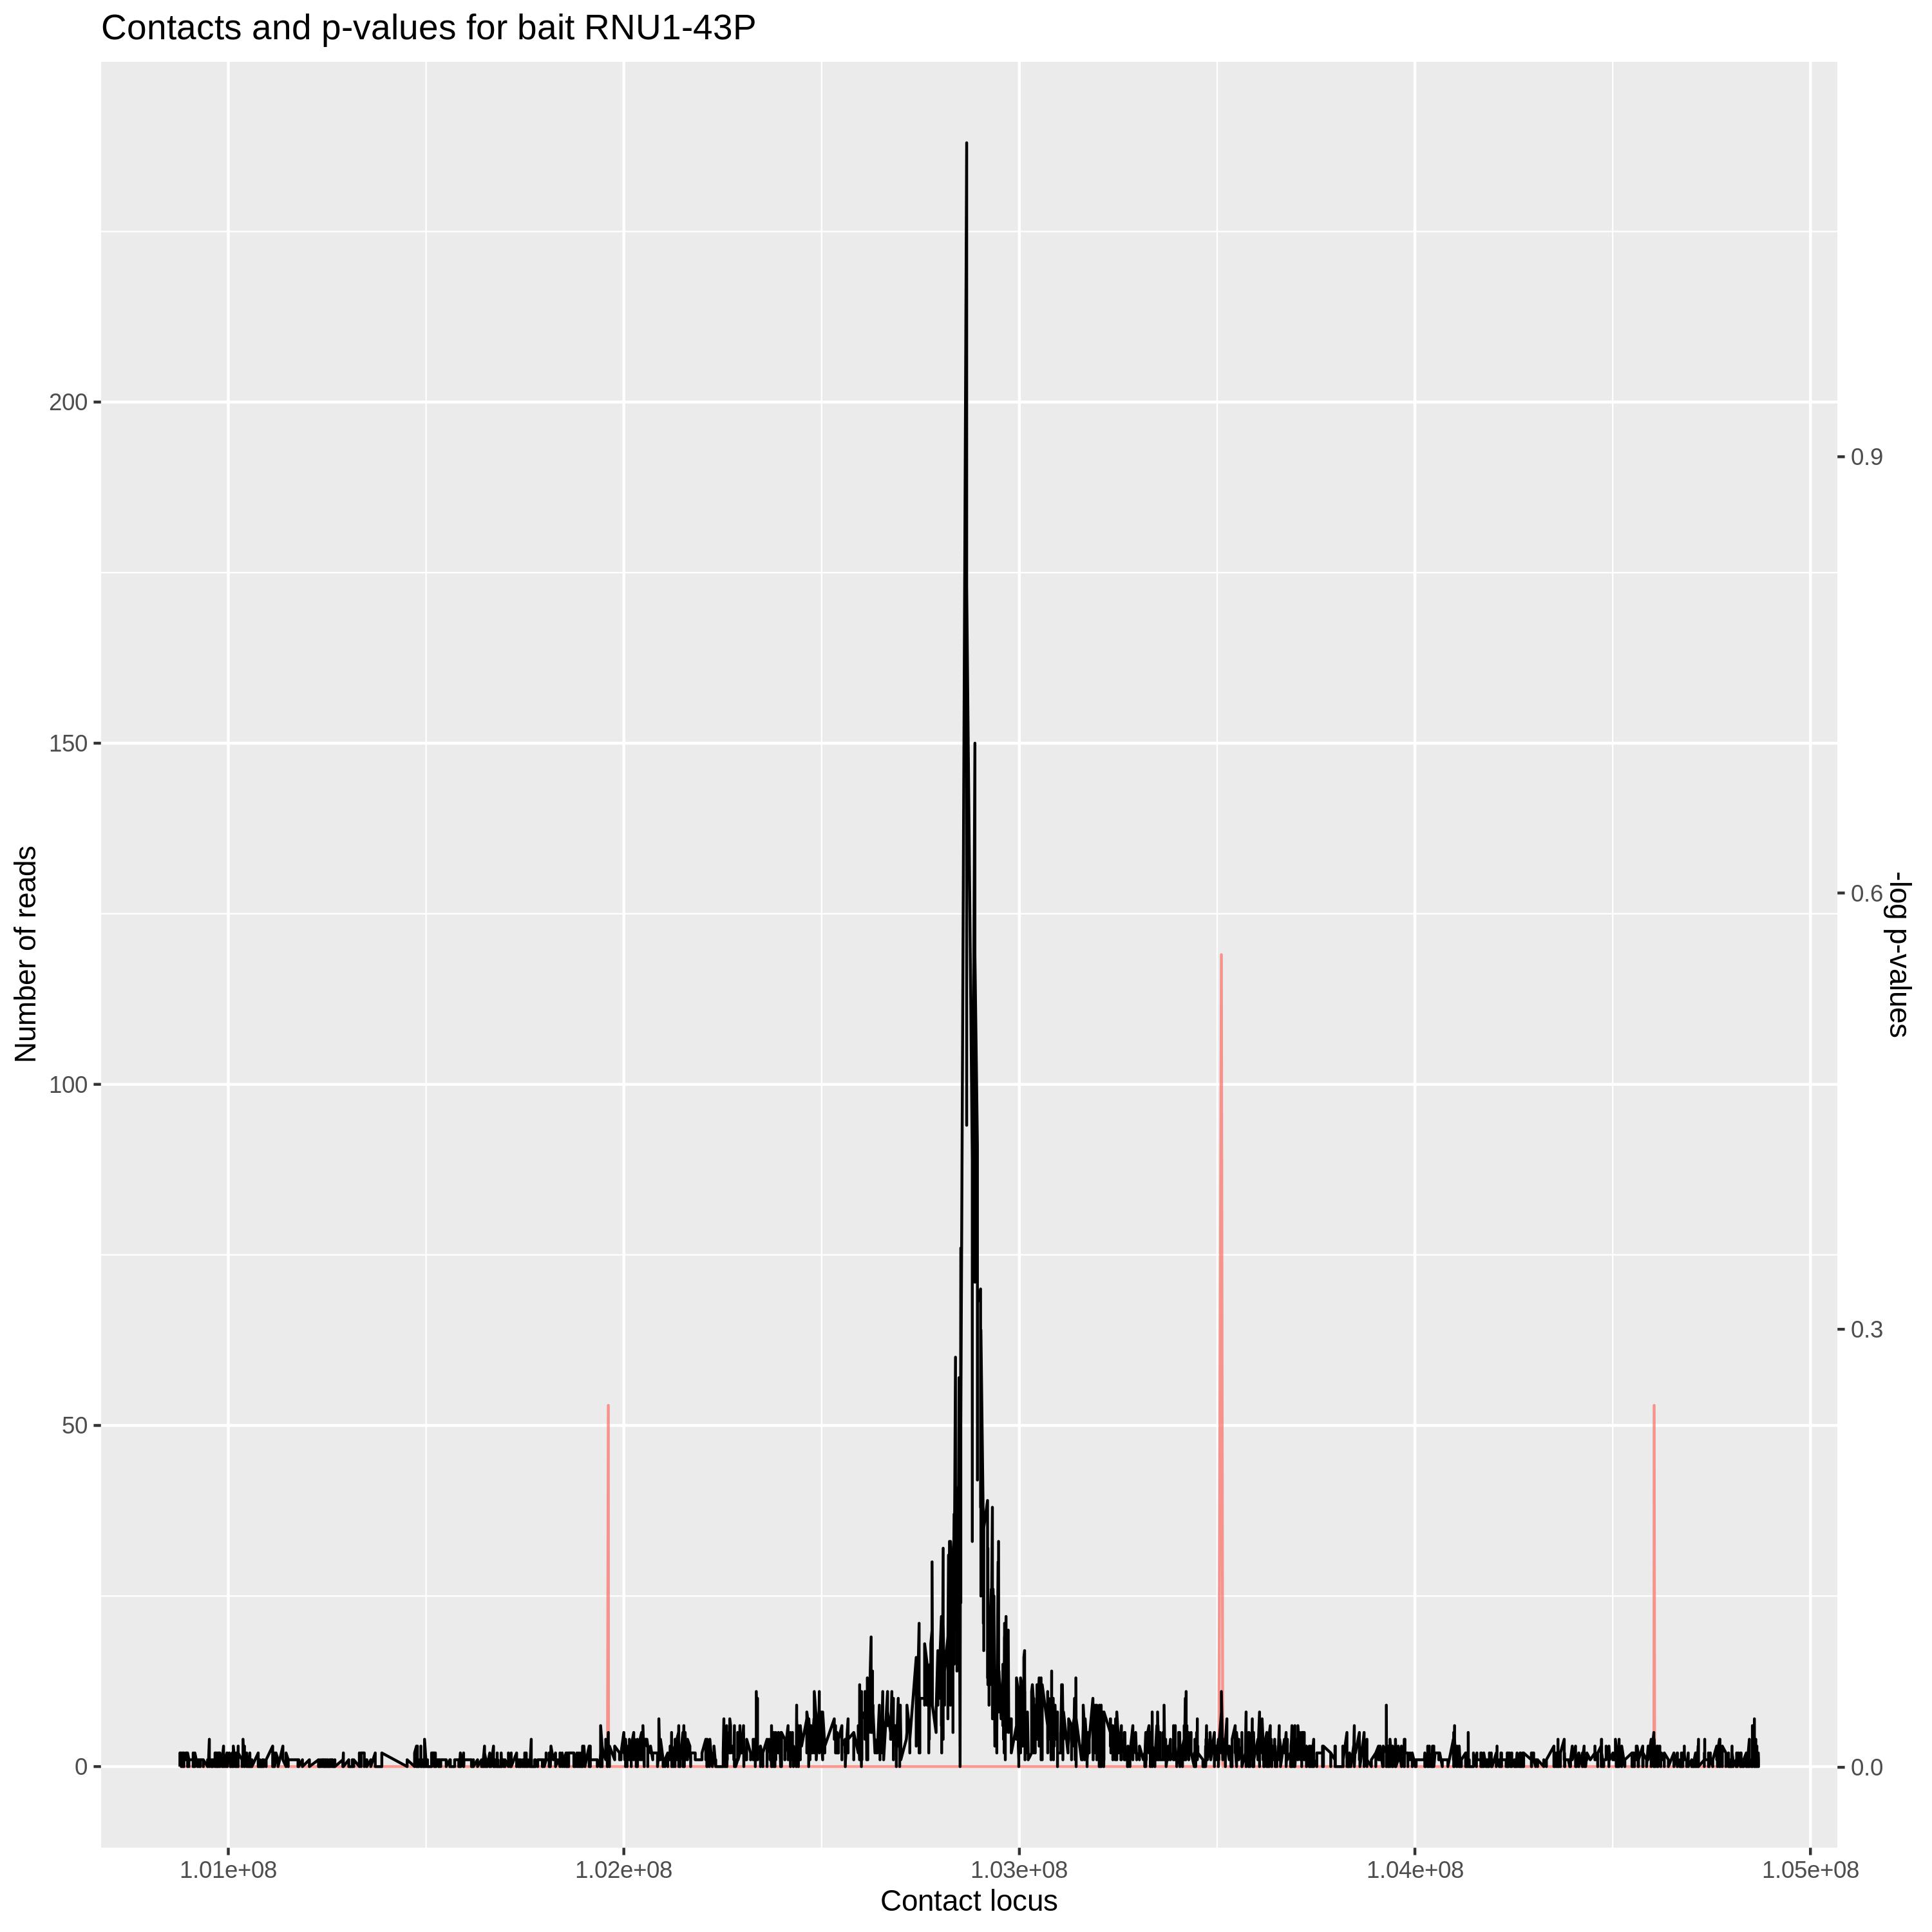 Contacts and p-values for bait RNU1-43P
200
150
100
50
0
Number of reads
0.9
0.6
0.3
0.0
-log p-values
1.01e+08
1.02e+08
1.03e+08
1.04e+08
1.05e+08
Contact locus